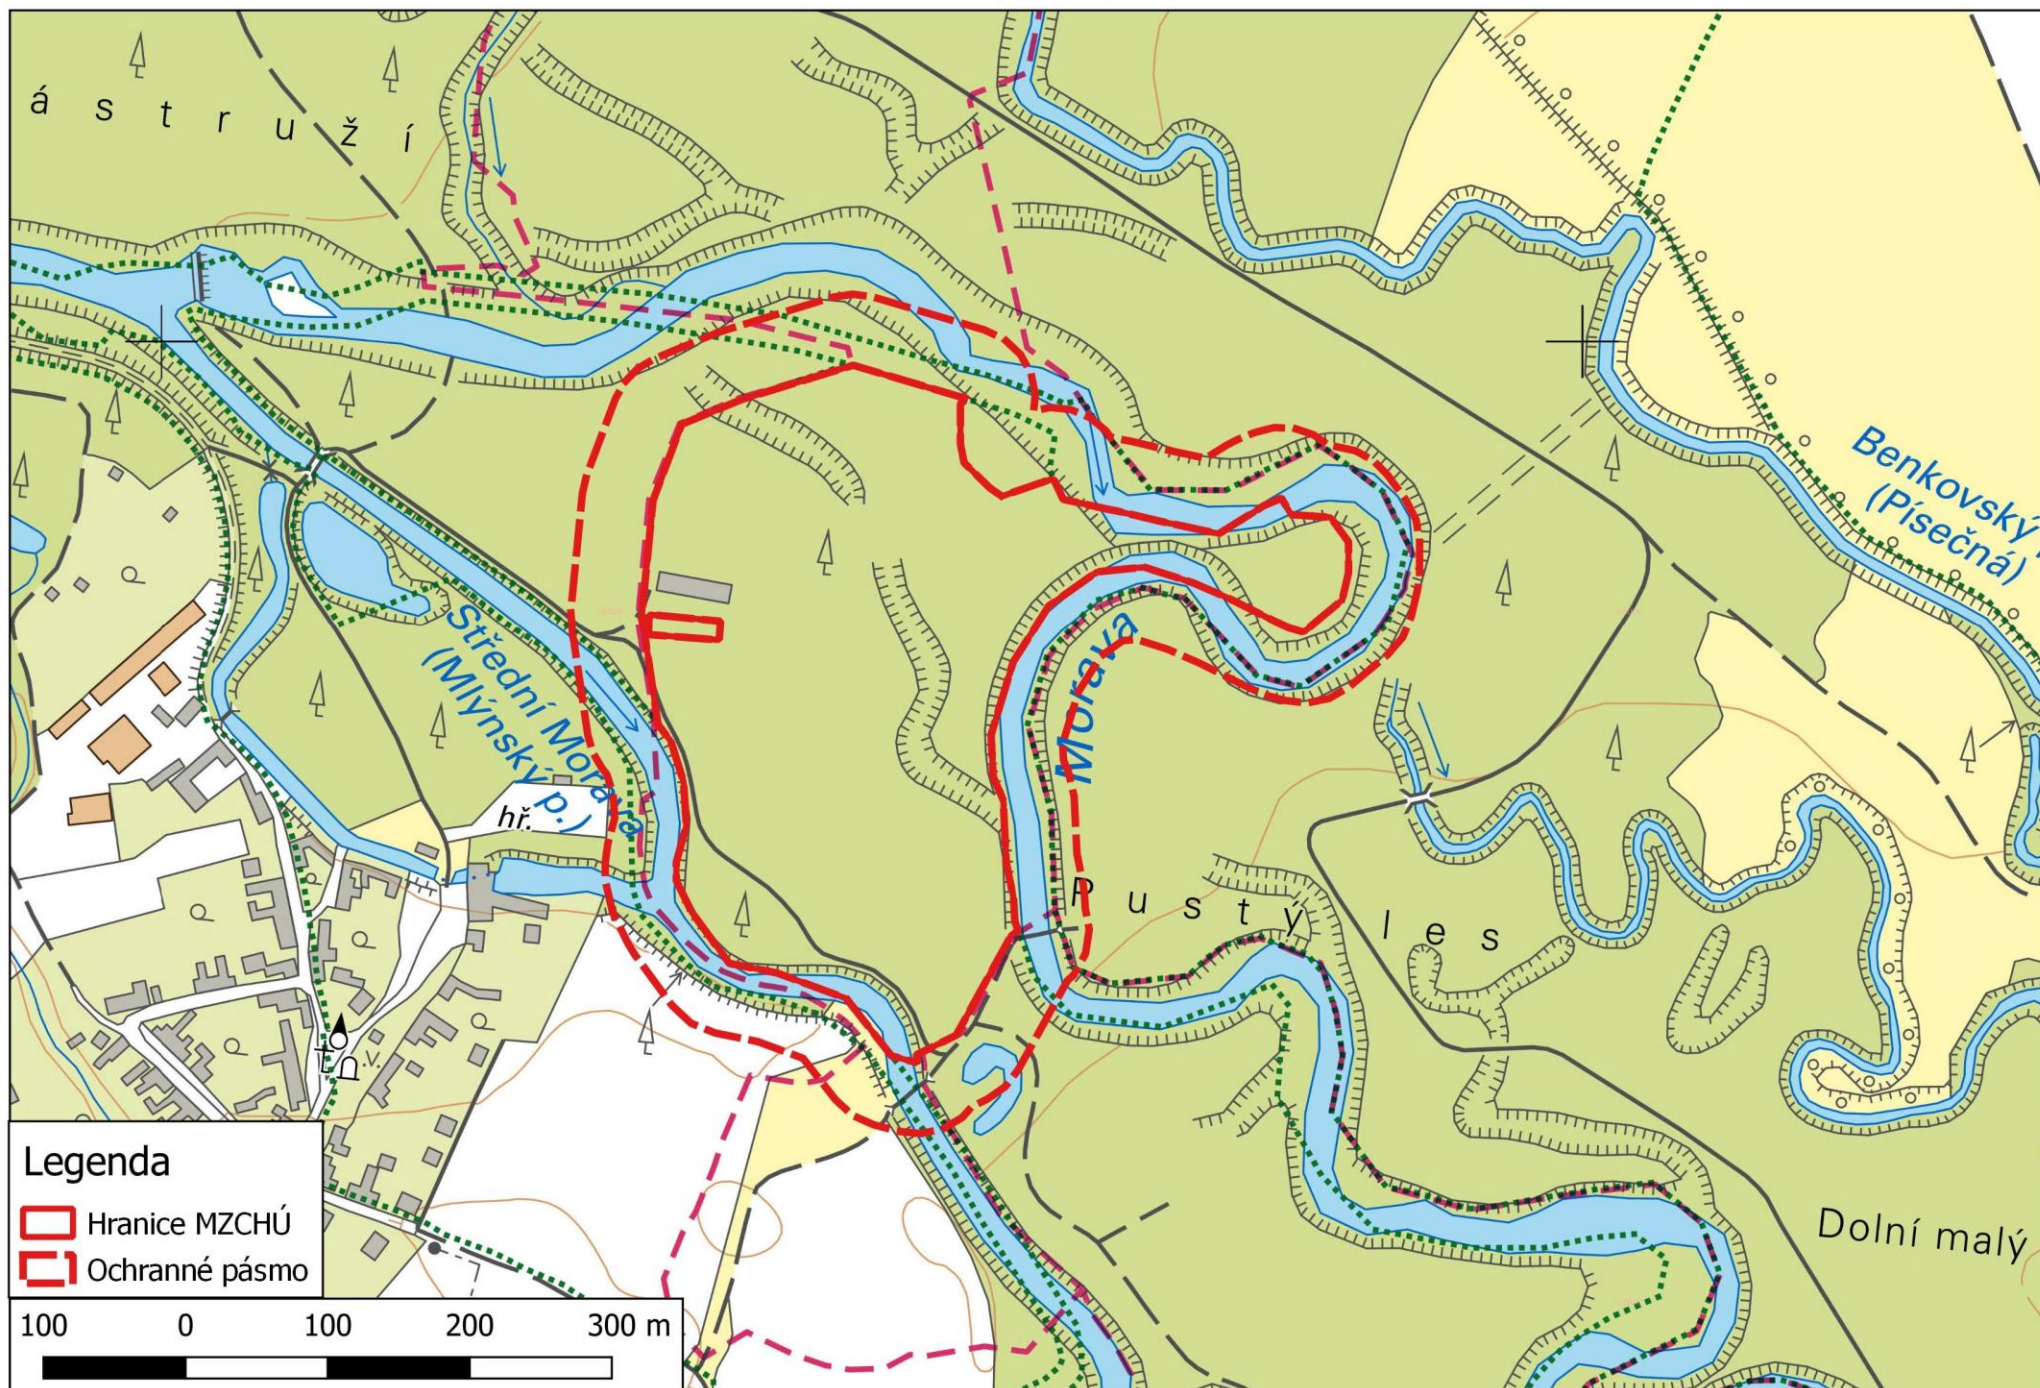 á s t r u ž í
Benkovský
(Písečná)
Střední Morava
(Mlýnský
p.)
Morava
hř.
P u s t ý
l e s
Dolní malý
Legenda
Hranice MZCHÚ
Ochranné pásmo
100 0 100 200 300 m